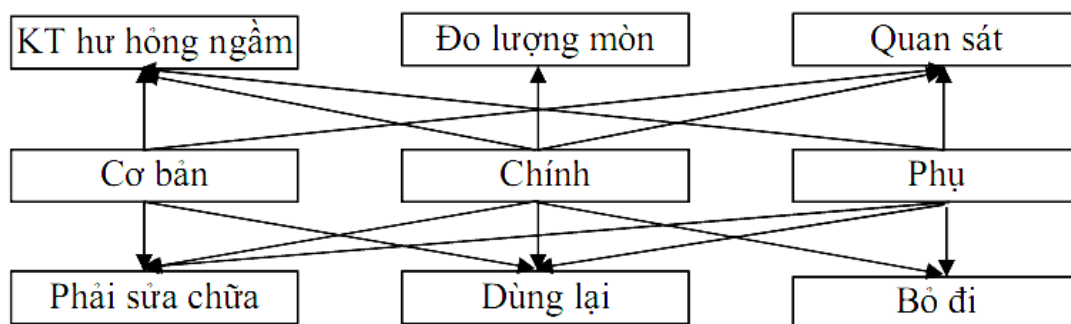 KT hư hỏng ngầm
Đo lượng mòn
Quan sát
Cơ bản
Chính
Phụ
Phải sửa chữa
Dùng lại
Bỏ đi